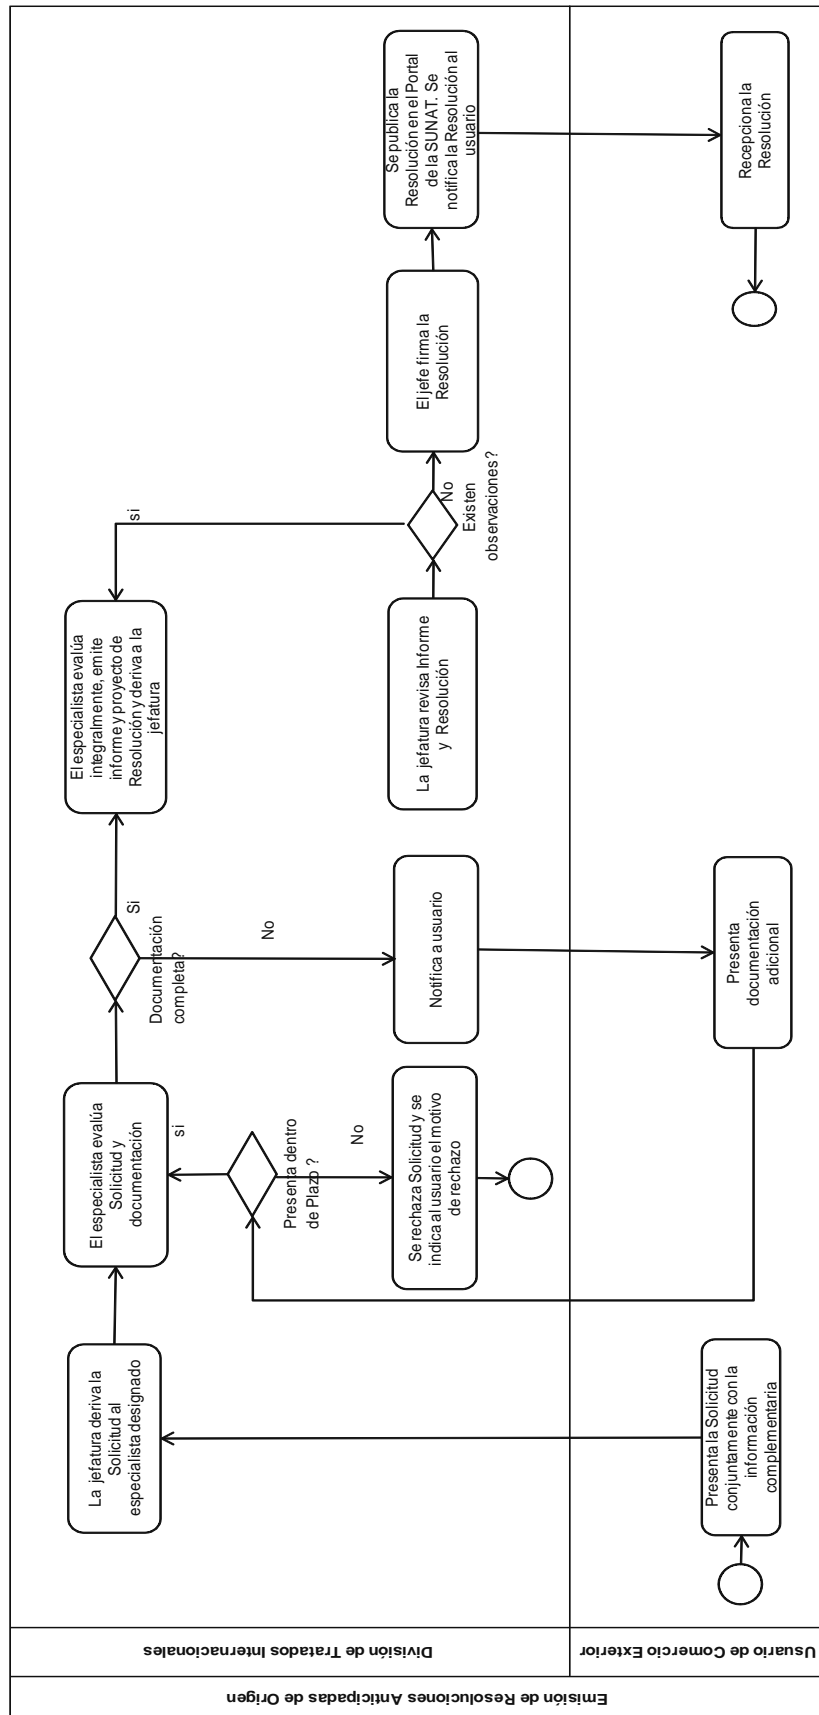 Emisión de Resoluciones Anticipadas de Origen
División de Tratados Internacionales
La jefatura deriva la
Solicitud al
especialista designado
El especialista evalúa
Solicitud y
documentación
Documentación
completa?
Si
No
El especialista evalúa
integralmente, emite
informe y proyecto de
Resolución y deriva a la
jefatura
si
si
Presenta dentro
de Plazo ?
No
Se rechaza Solicitud y se
indica al usuario el motivo
de rechazo
Notifica a usuario
La jefatura revisa Informe
y Resolución
No
Existen
observaciones?
El jefe firma la
Resolución
Se publica la
Resolución en el Portal
de la SUNAT. Se
notifica la Resolución al
usuario
Usuario de Comercio Exterior
Presenta la Solicitud
conjuntamente con la
información
complementaria
Presenta
documentación
adicional
Recepciona la
Resolución